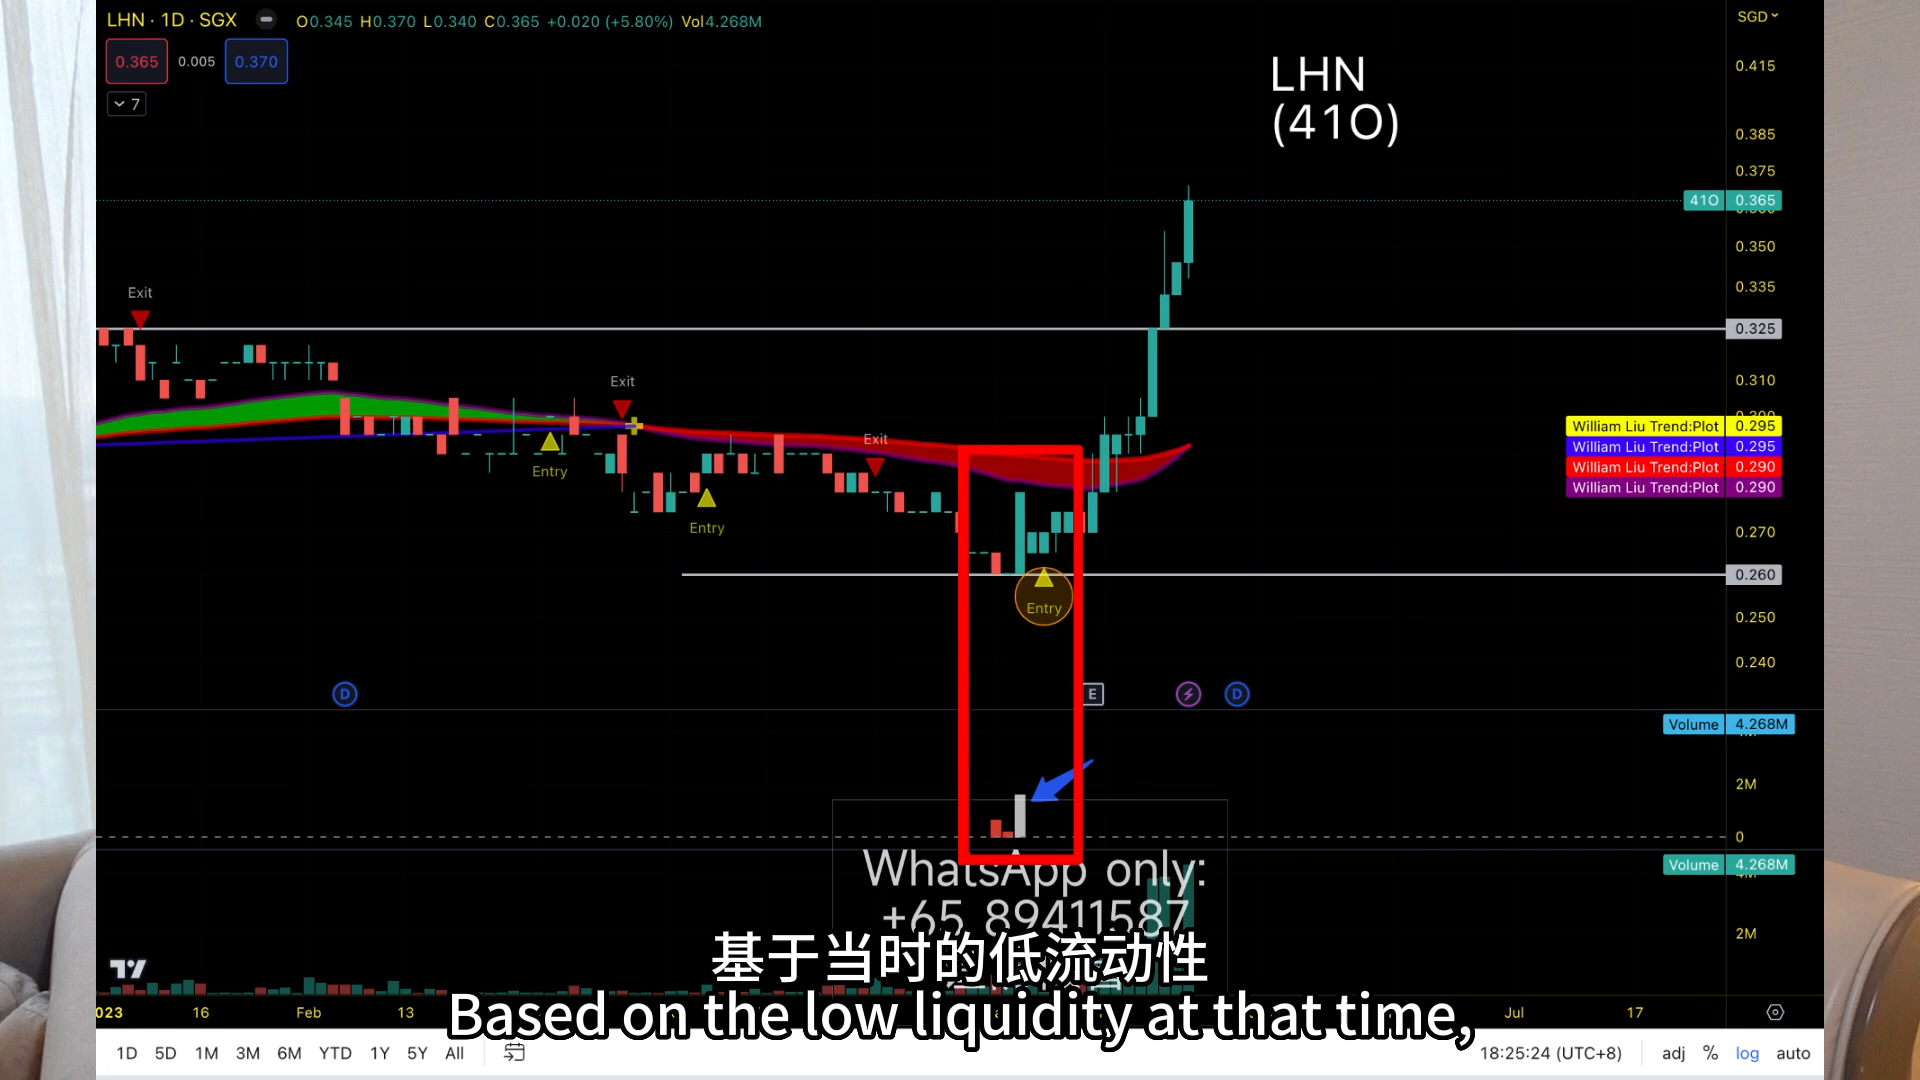 LHN · 1D · SGX O0.345 H0.370 L0.340 C0.365 +0.020 (+5.80%) Vol4.268M
SGD
0.365 0.005 0.370
7
LHN
(41O)
0.415
0.385
0.375
41O 0.365
0.350
0.335
0.325
0.310
Exit
Exit
Exit
Entry
Entry
Entry
William Liu Trend:Plot 0.295
William Liu Trend:Plot 0.295
William Liu Trend:Plot 0.290
William Liu Trend:Plot 0.290
0.270
0.260
0.250
0.240
D
E
D
Volume 4.268M
2M
0
Volume 4.268M
2M
WhatsApp only:
+65 89411587
基于当时的低流动性
Based on the low liquidity at that time,
023 16 Feb 13 Jul 17
1D 5D 1M 3M 6M YTD 1Y 5Y All
18:25:24 (UTC+8) adj % log auto